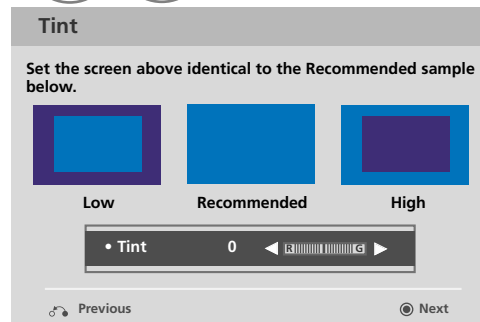 Tint
Set the screen above identical to the Recommended sample
below.
Low Recommended High
• Tint 0 R G
Previous Next